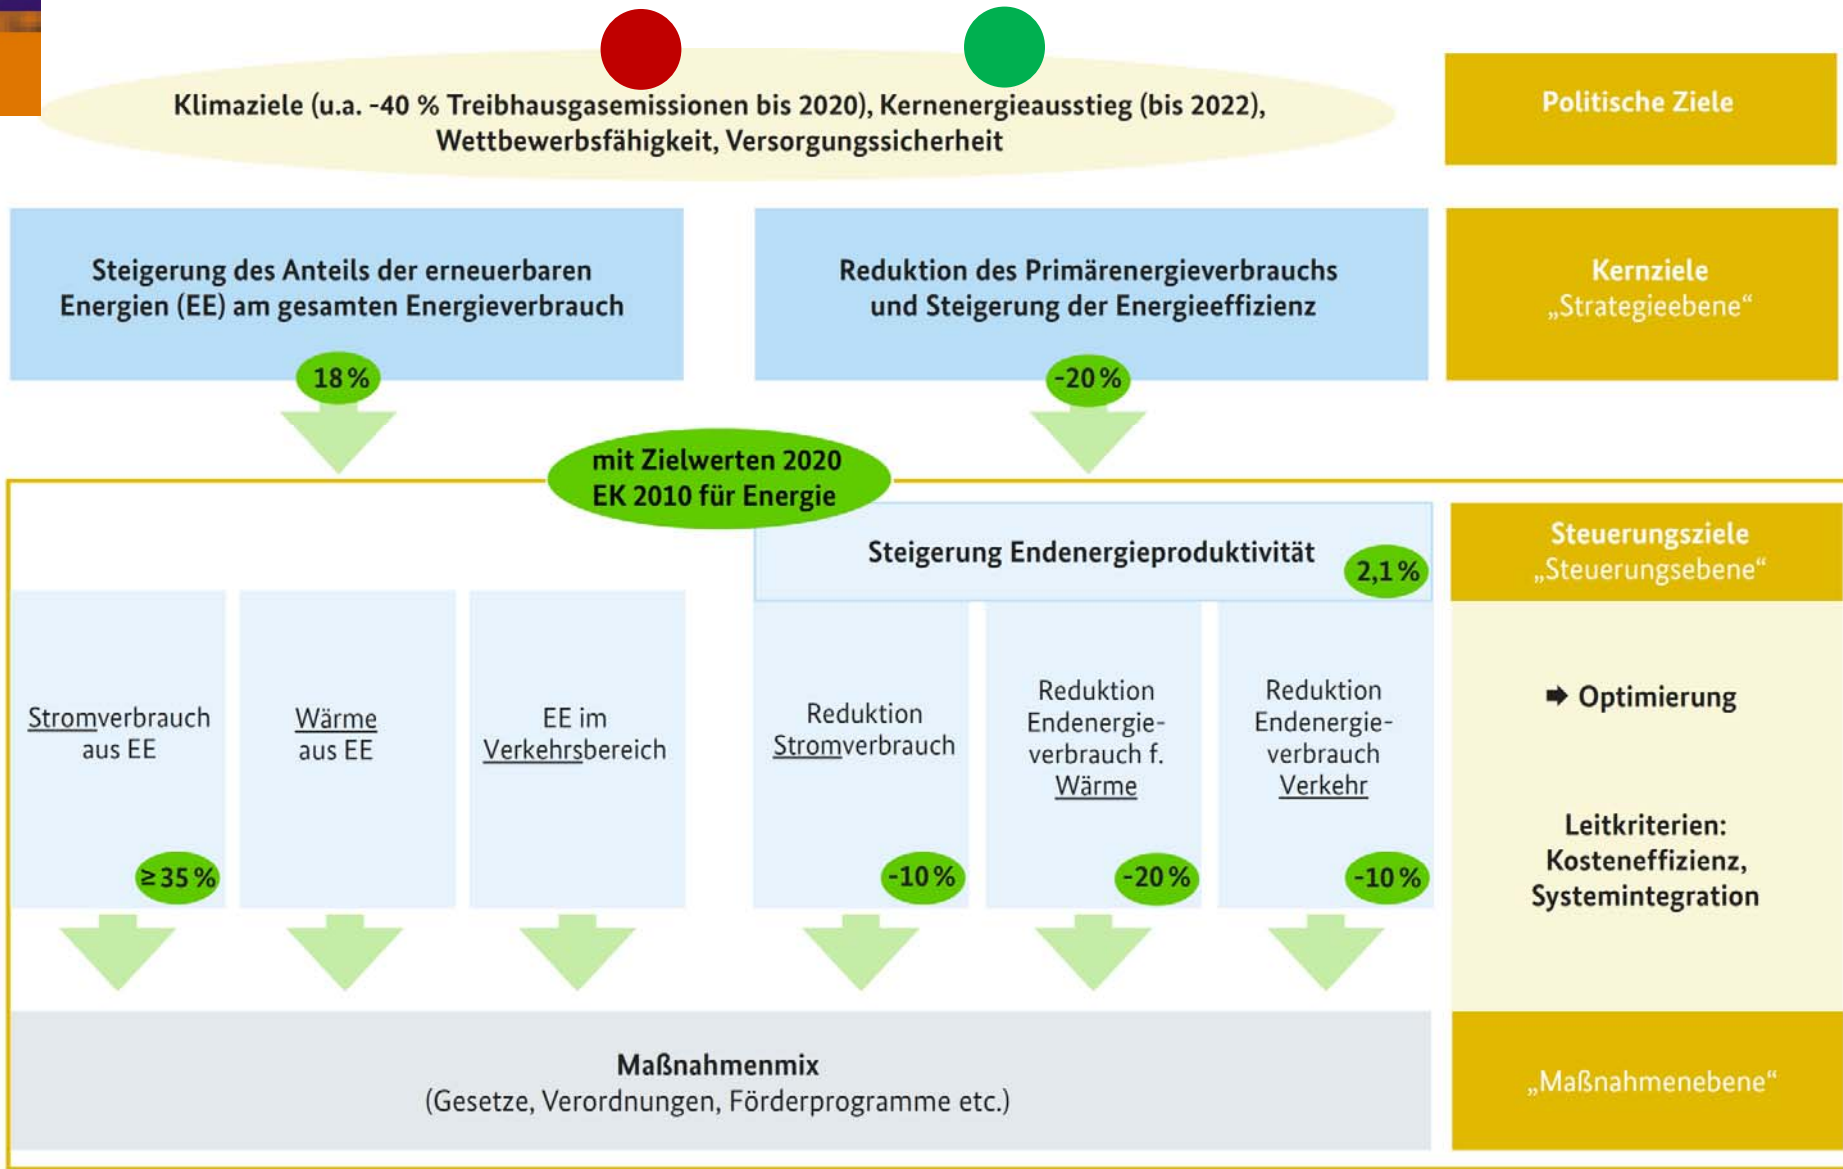 Klimaziele (u.a. -40 % Treibhausgasemissionen bis 2020), Kernenergieausstieg (bis 2022),
Wettbewerbsfähigkeit, Versorgungssicherheit
Politische Ziele
Steigerung des Anteils der erneuerbaren
Energien (EE) am gesamten Energieverbrauch
18 %
Reduktion des Primärenergieverbrauchs
und Steigerung der Energieeffizienz
-20 %
Kernziele
„Strategieebene“
mit Zielwerten 2020
EK 2010 für Energie
Steigerung Endenergieproduktivität
2,1 %
Steuerungsziele
„Steuerungsebene“
Stromverbrauch
aus EE
≥ 35 %
Wärme
aus EE
EE im
Verkehrsbereich
Reduktion
Stromverbrauch
-10 %
Reduktion
Endenergie-
verbrauch f.
Wärme
-20 %
Reduktion
Endenergie-
verbrauch
Verkehr
-10 %
➡ Optimierung
Leitkriterien:
Kosteneffizienz,
Systemintegration
Maßnahmenmix
(Gesetze, Verordnungen, Förderprogramme etc.)
„Maßnahmenebene“